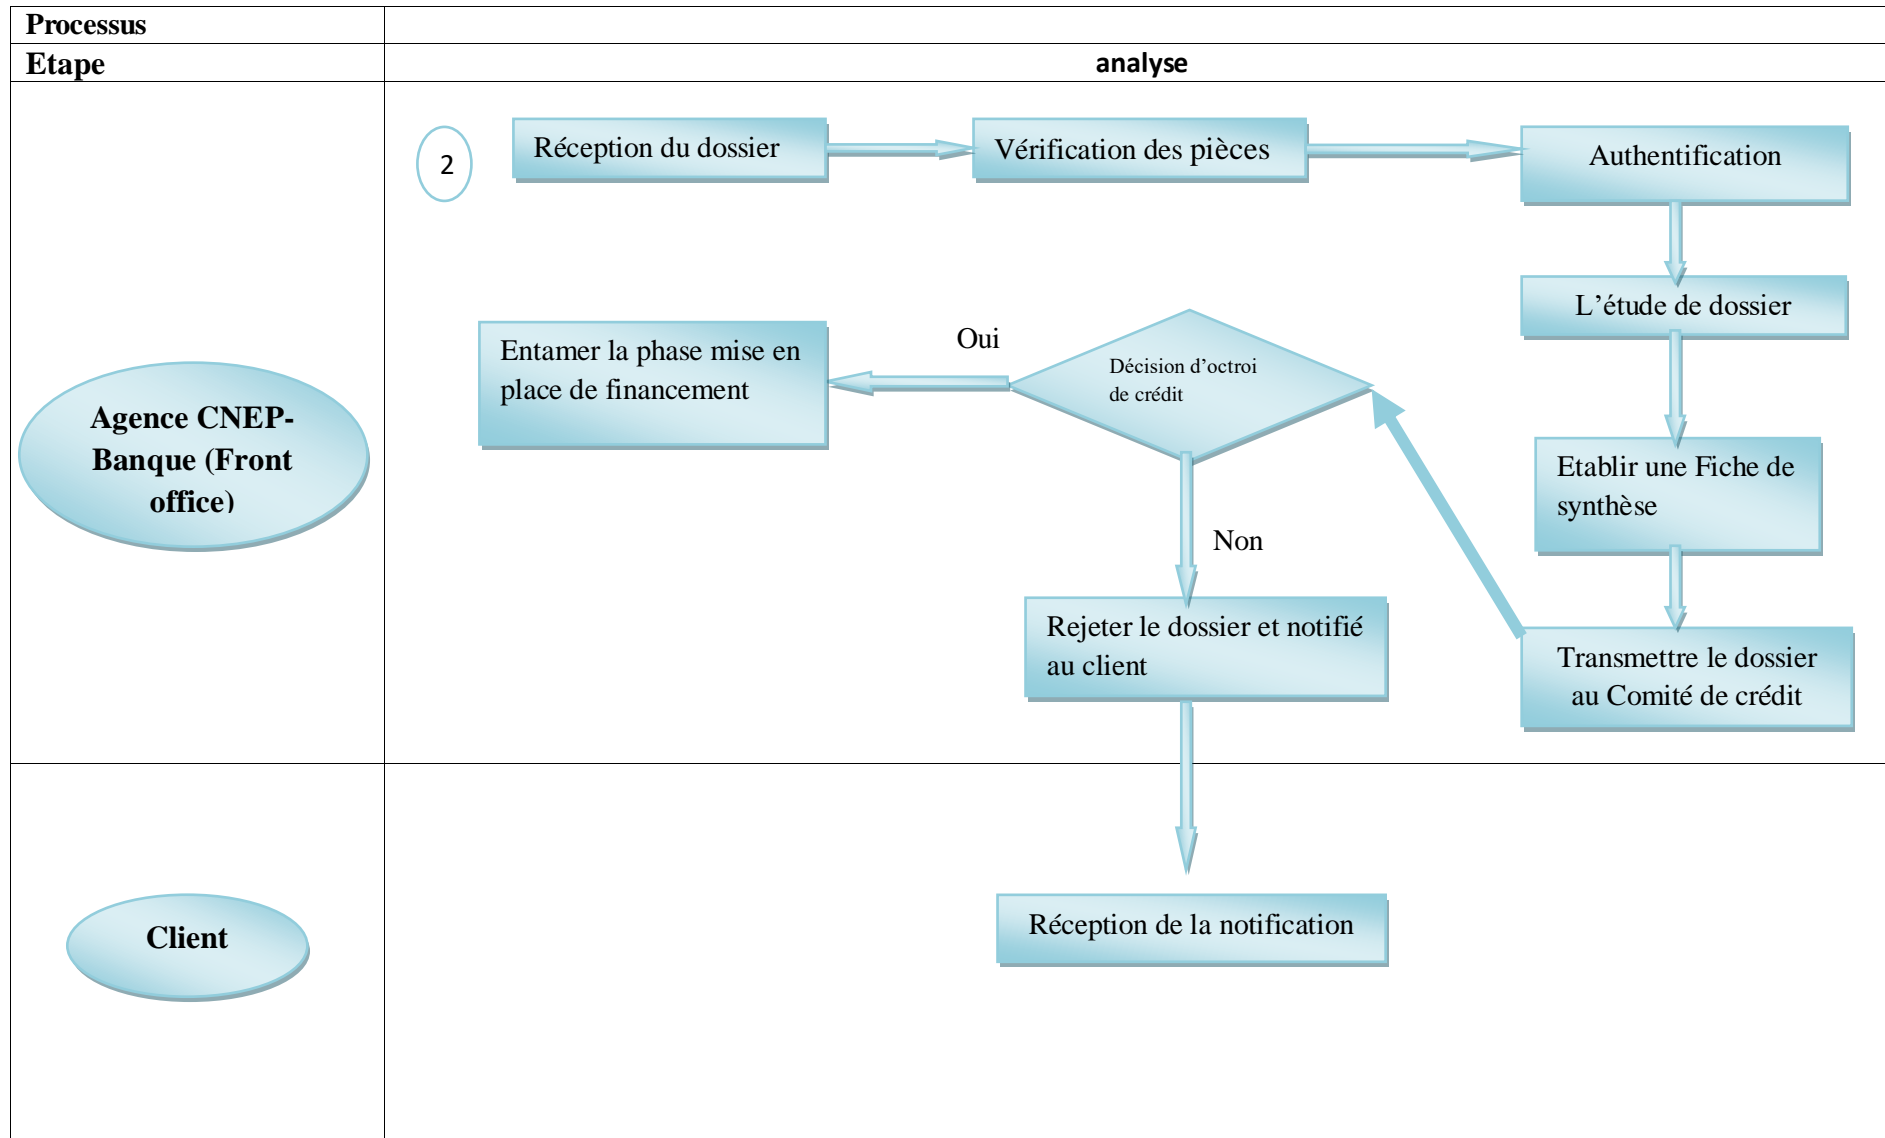 Processus
Etape
analyse
2
Réception du dossier
Vérification des pièces
Authentification
L’étude de dossier
Entamer la phase mise en
place de financement
Oui
Décision d’octroi
de crédit
Agence CNEP-
Banque (Front
office)
Etablir une Fiche de
synthèse
Non
Rejeter le dossier et notifié
au client
Transmettre le dossier
au Comité de crédit
Client
Réception de la notification